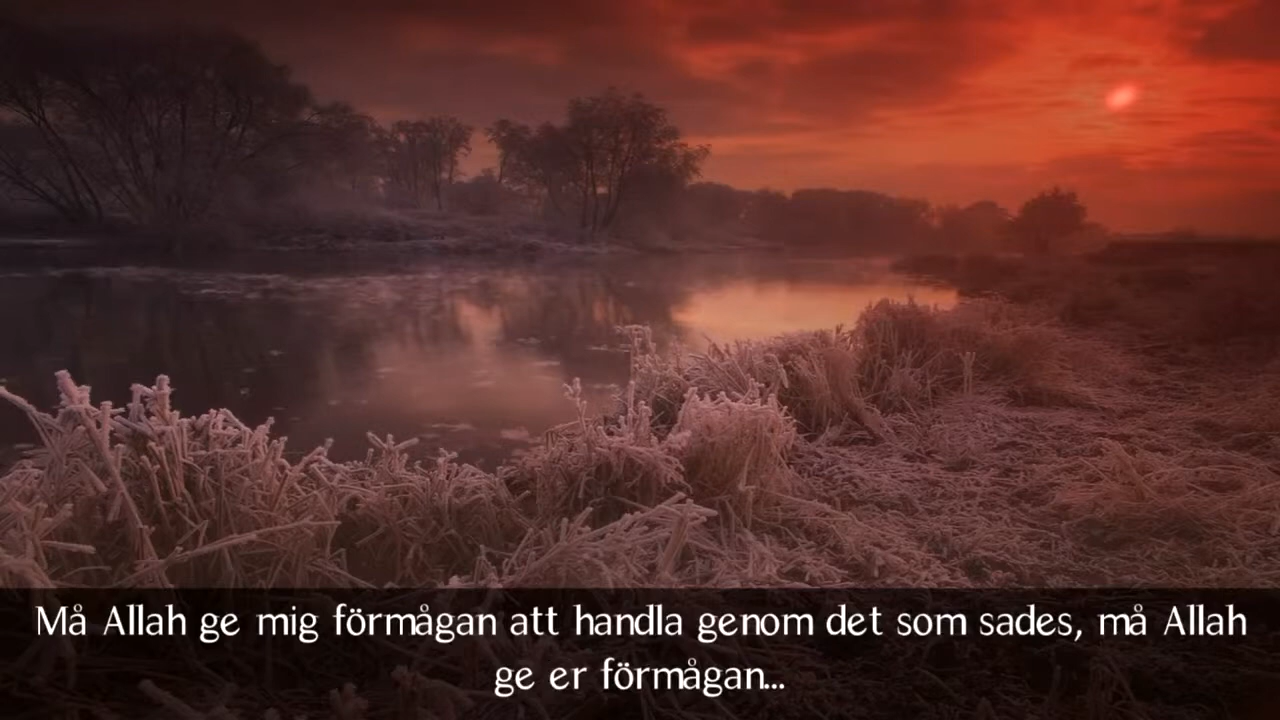 Må Allah ge mig förmågan att handla genom det som sades, må Allah
ge er förmågan...